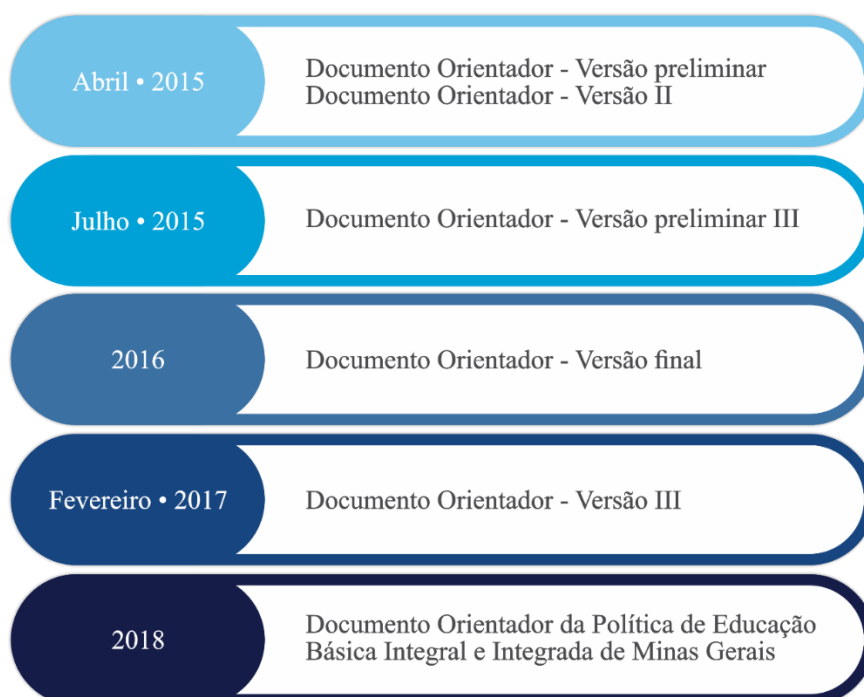 Abril • 2015
Documento Orientador - Versão preliminar
Documento Orientador - Versão II
Julho • 2015
Documento Orientador - Versão preliminar III
2016
Documento Orientador - Versão final
Fevereiro • 2017
Documento Orientador - Versão III
2018
Documento Orientador da Política de Educação
Básica Integral e Integrada de Minas Gerais